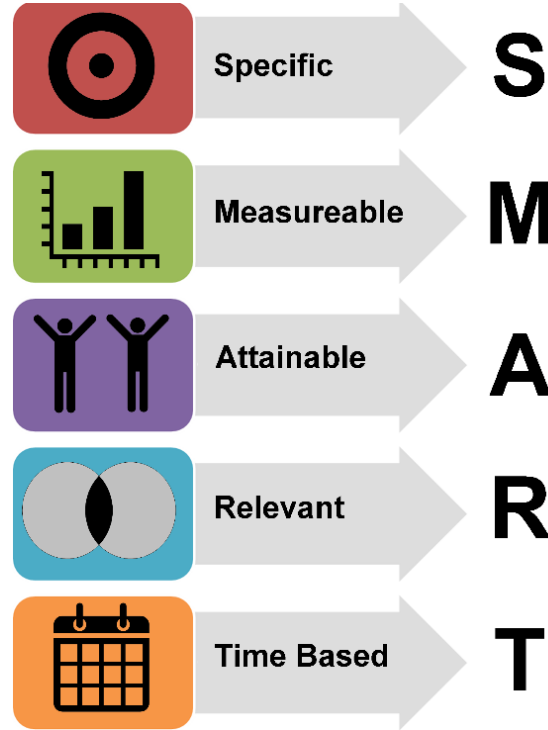 Specific S
Measureable M
Attainable A
Relevant R
Time Based T